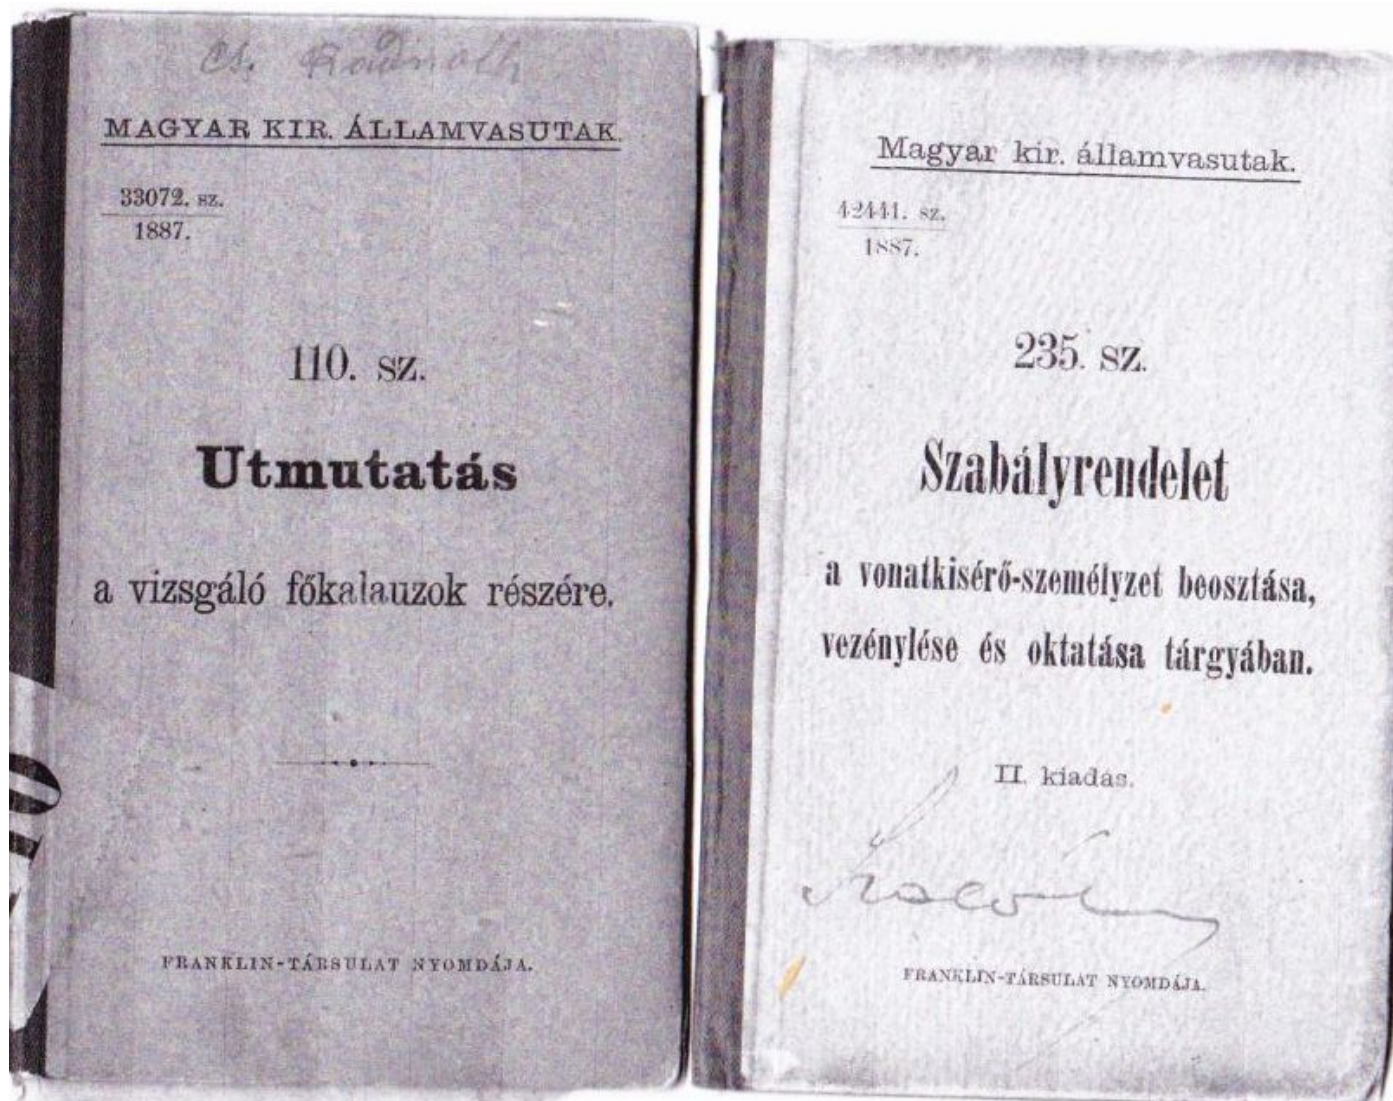 MAGYAR KIR. ÁLLAMVASUTAK.
33072. sz.
1887.
110. sz.
Utmutatás
a vizsgáló főkalauzok részére.
FRANKLIN-TÁRSULAT NYOMDÁJA.
110
Magyar kir. államvasutak.
42441. sz.
1887.
235. sz.
Szabályrendelet
a vonatkisérő-személyzet beosztása,
vezénylése és oktatása tárgyában.
II. kiadás.
FRANKLIN-TÁRSULAT NYOMDÁJA.